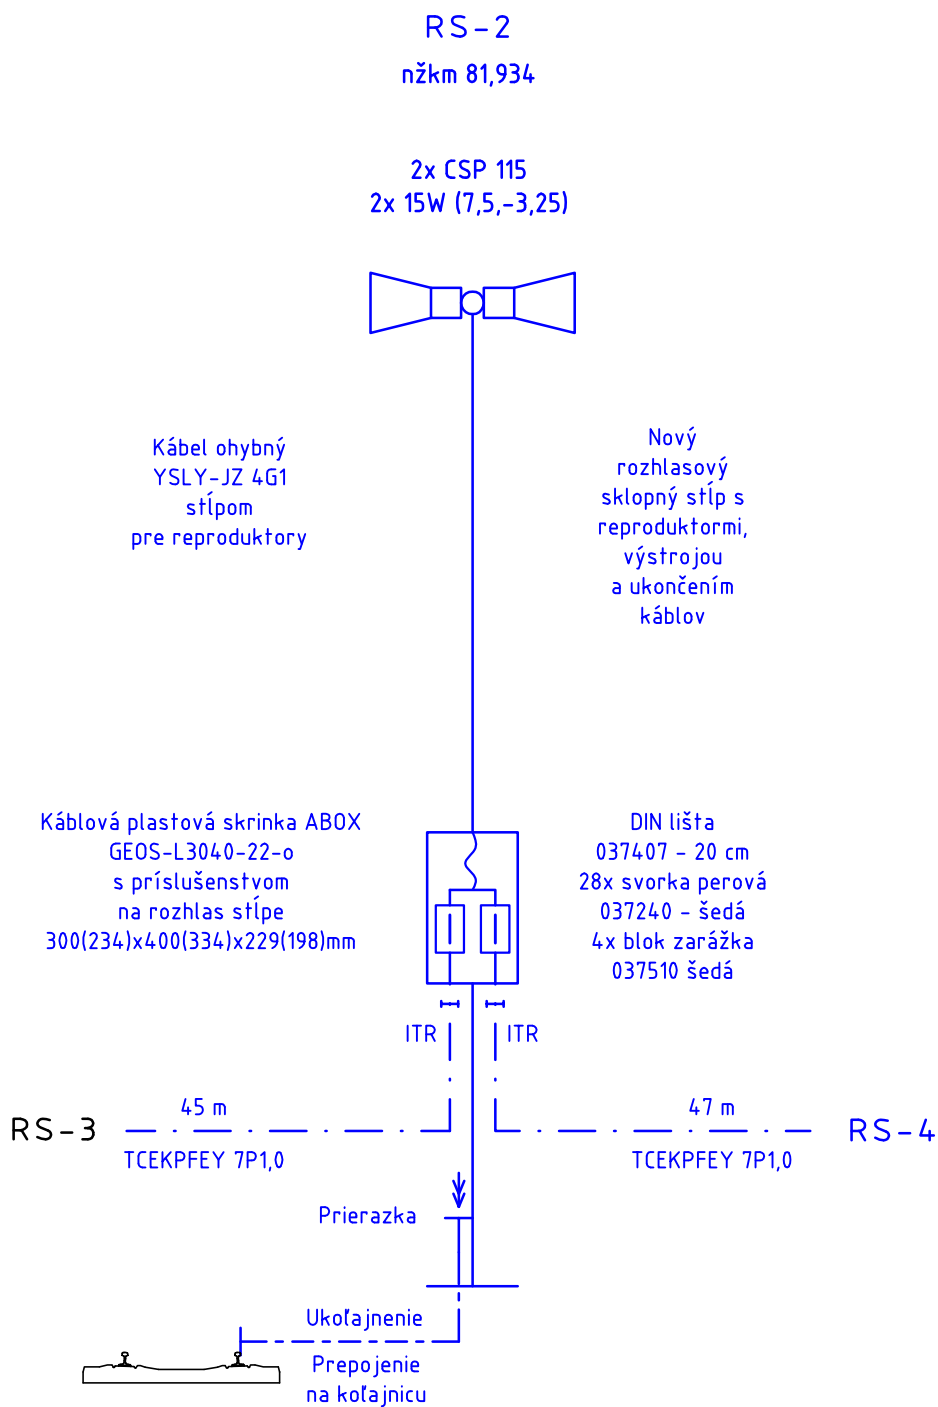 RS-2
nžkm 81,934
2x CSP 115
2x 15W (7,5,-3,25)
Kábel ohybný
YSLY-JZ 4G1
stĺpom
pre reproduktory
Nový
rozhlasový
sklopný stĺp s
reproduktormi,
výstrojou
a ukončením
káblov
Káblová plastová skrinka ABOX
GEOS-L3040-22-o
s príslušenstvom
na rozhlas stĺpe
300(234)x400(334)x229(198)mm
DIN lišta
037407 - 20 cm
28x svorka perová
037240 - šedá
4x blok zarážka
037510 šedá
ITR
ITR
45 m
47 m
RS-3
RS-4
TCEKPFEY 7P1,0
TCEKPFEY 7P1,0
Prierazka
Ukoľajnenie
Prepojenie
na koľajnicu